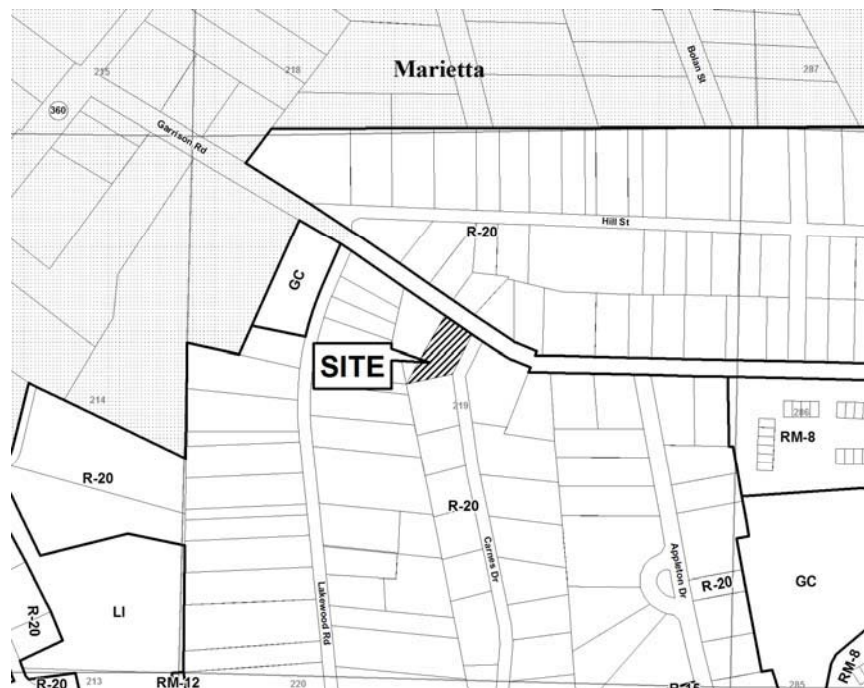 Marietta
Bolan St
287
218
215
360
Garrison Rd
Hill St
R-20
GC
SITE
214
219
286
RM-8
R-20
R-20
Carnes Dr
Appleton Dr
R-20
GC
Lakewood Rd
LI
R-20
RM-8
R-20
213
RM-12
220
R-15
285